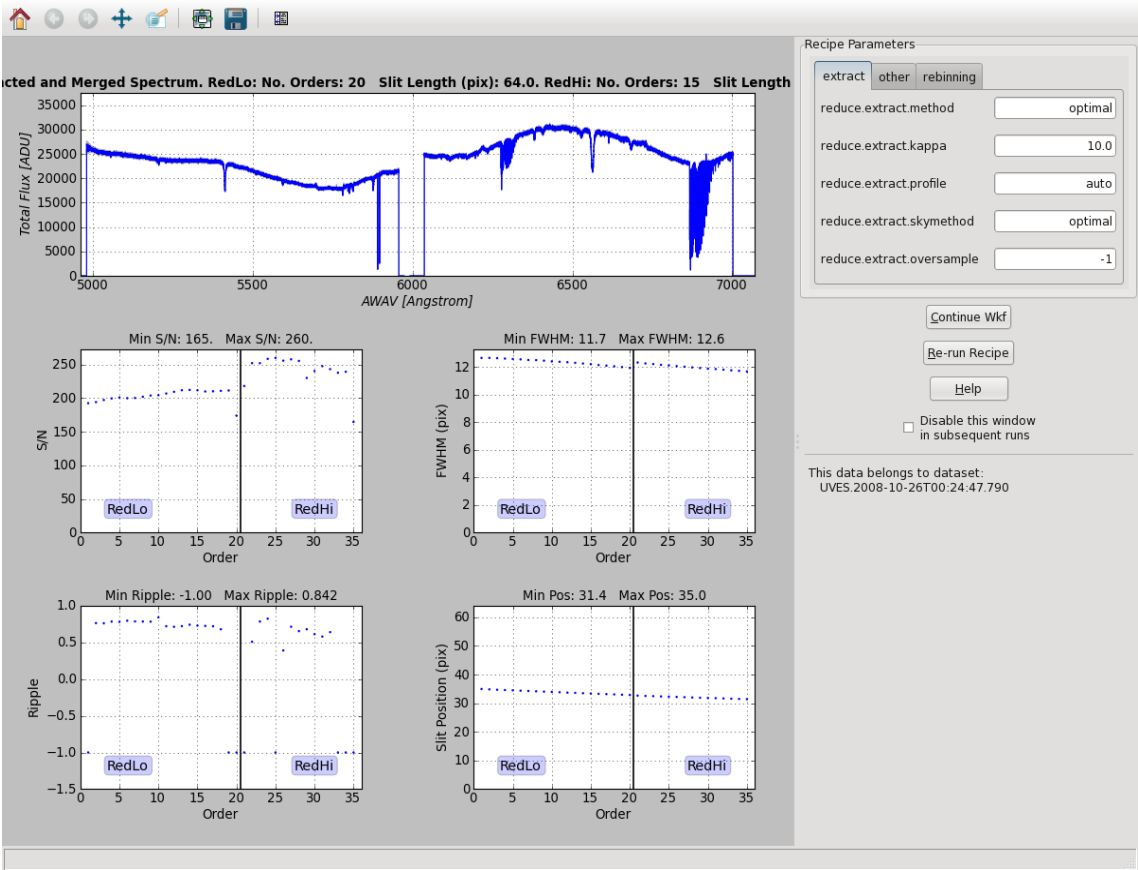 Recipe Parameters
cted and Merged Spectrum. RedLo: No. Orders: 20 Slit Length (pix): 64.0. RedHi: No. Orders: 15 Slit Length
Total Flux [ADU]
35000
30000
25000
20000
15000
10000
5000
0
5000 5500 6000 6500 7000
AWAV [Angstrom]
Min S/N: 165. Max S/N: 260.
S/N
250
200
150
100
50
0
RedLo RedHi
0 5 10 15 20 25 30 35
Order
Min FWHM: 11.7 Max FWHM: 12.6
FWHM (pix)
12
10
8
6
4
2
0
RedLo RedHi
0 5 10 15 20 25 30 35
Order
Min Ripple: -1.00 Max Ripple: 0.842
Ripple
1.0
0.5
0.0
−0.5
−1.0
−1.5
RedLo RedHi
0 5 10 15 20 25 30 35
Order
Min Pos: 31.4 Max Pos: 35.0
Slit Position (pix)
60
50
40
30
20
10
0
RedLo RedHi
0 5 10 15 20 25 30 35
Order
extract other rebinning
reduce.extract.method optimal
reduce.extract.kappa 10.0
reduce.extract.profile auto
reduce.extract.skymethod optimal
reduce.extract.oversample -1
Continue Wkf
Re-run Recipe
Help
Disable this window
in subsequent runs
This data belongs to dataset:
UVES.2008-10-26T00:24:47.790